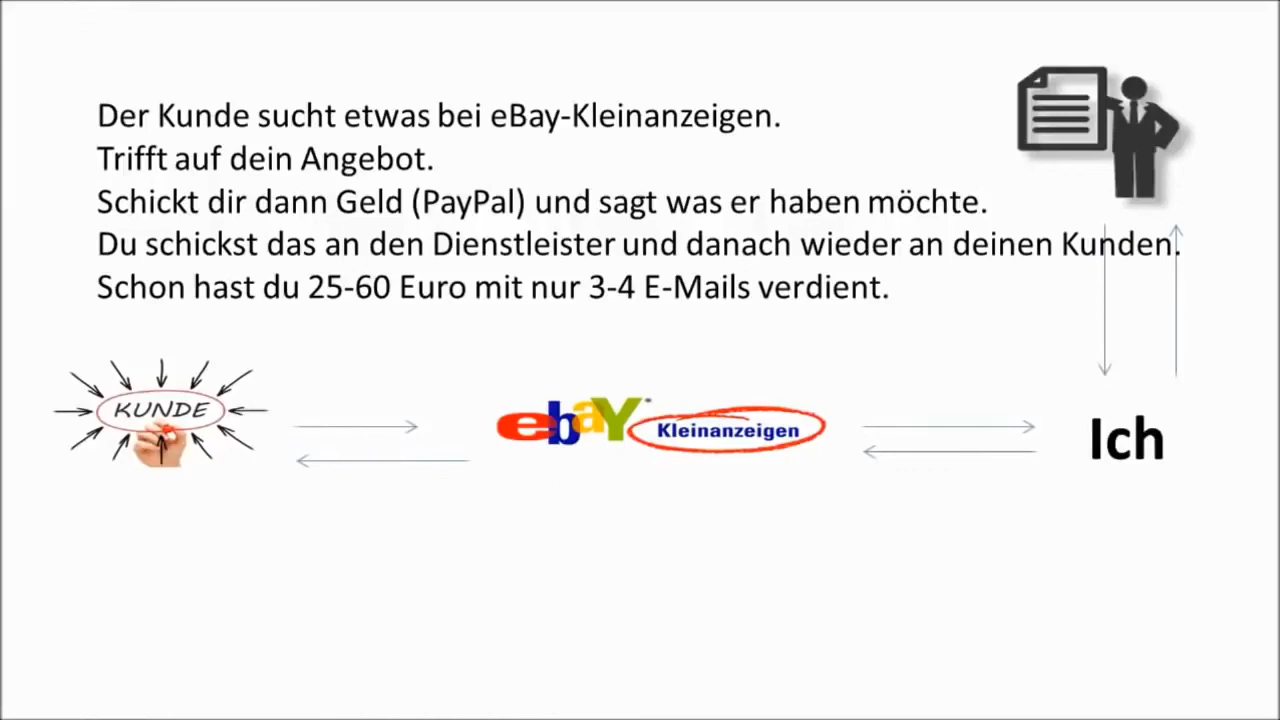 Der Kunde sucht etwas bei eBay-Kleinanzeigen.
Trifft auf dein Angebot.
Schickt dir dann Geld (PayPal) und sagt was er haben möchte.
Du schickst das an den Dienstleister und danach wieder an deinen Kunden.
Schon hast du 25-60 Euro mit nur 3-4 E-Mails verdient.
KUNDE
ebaY Kleinanzeigen
Ich